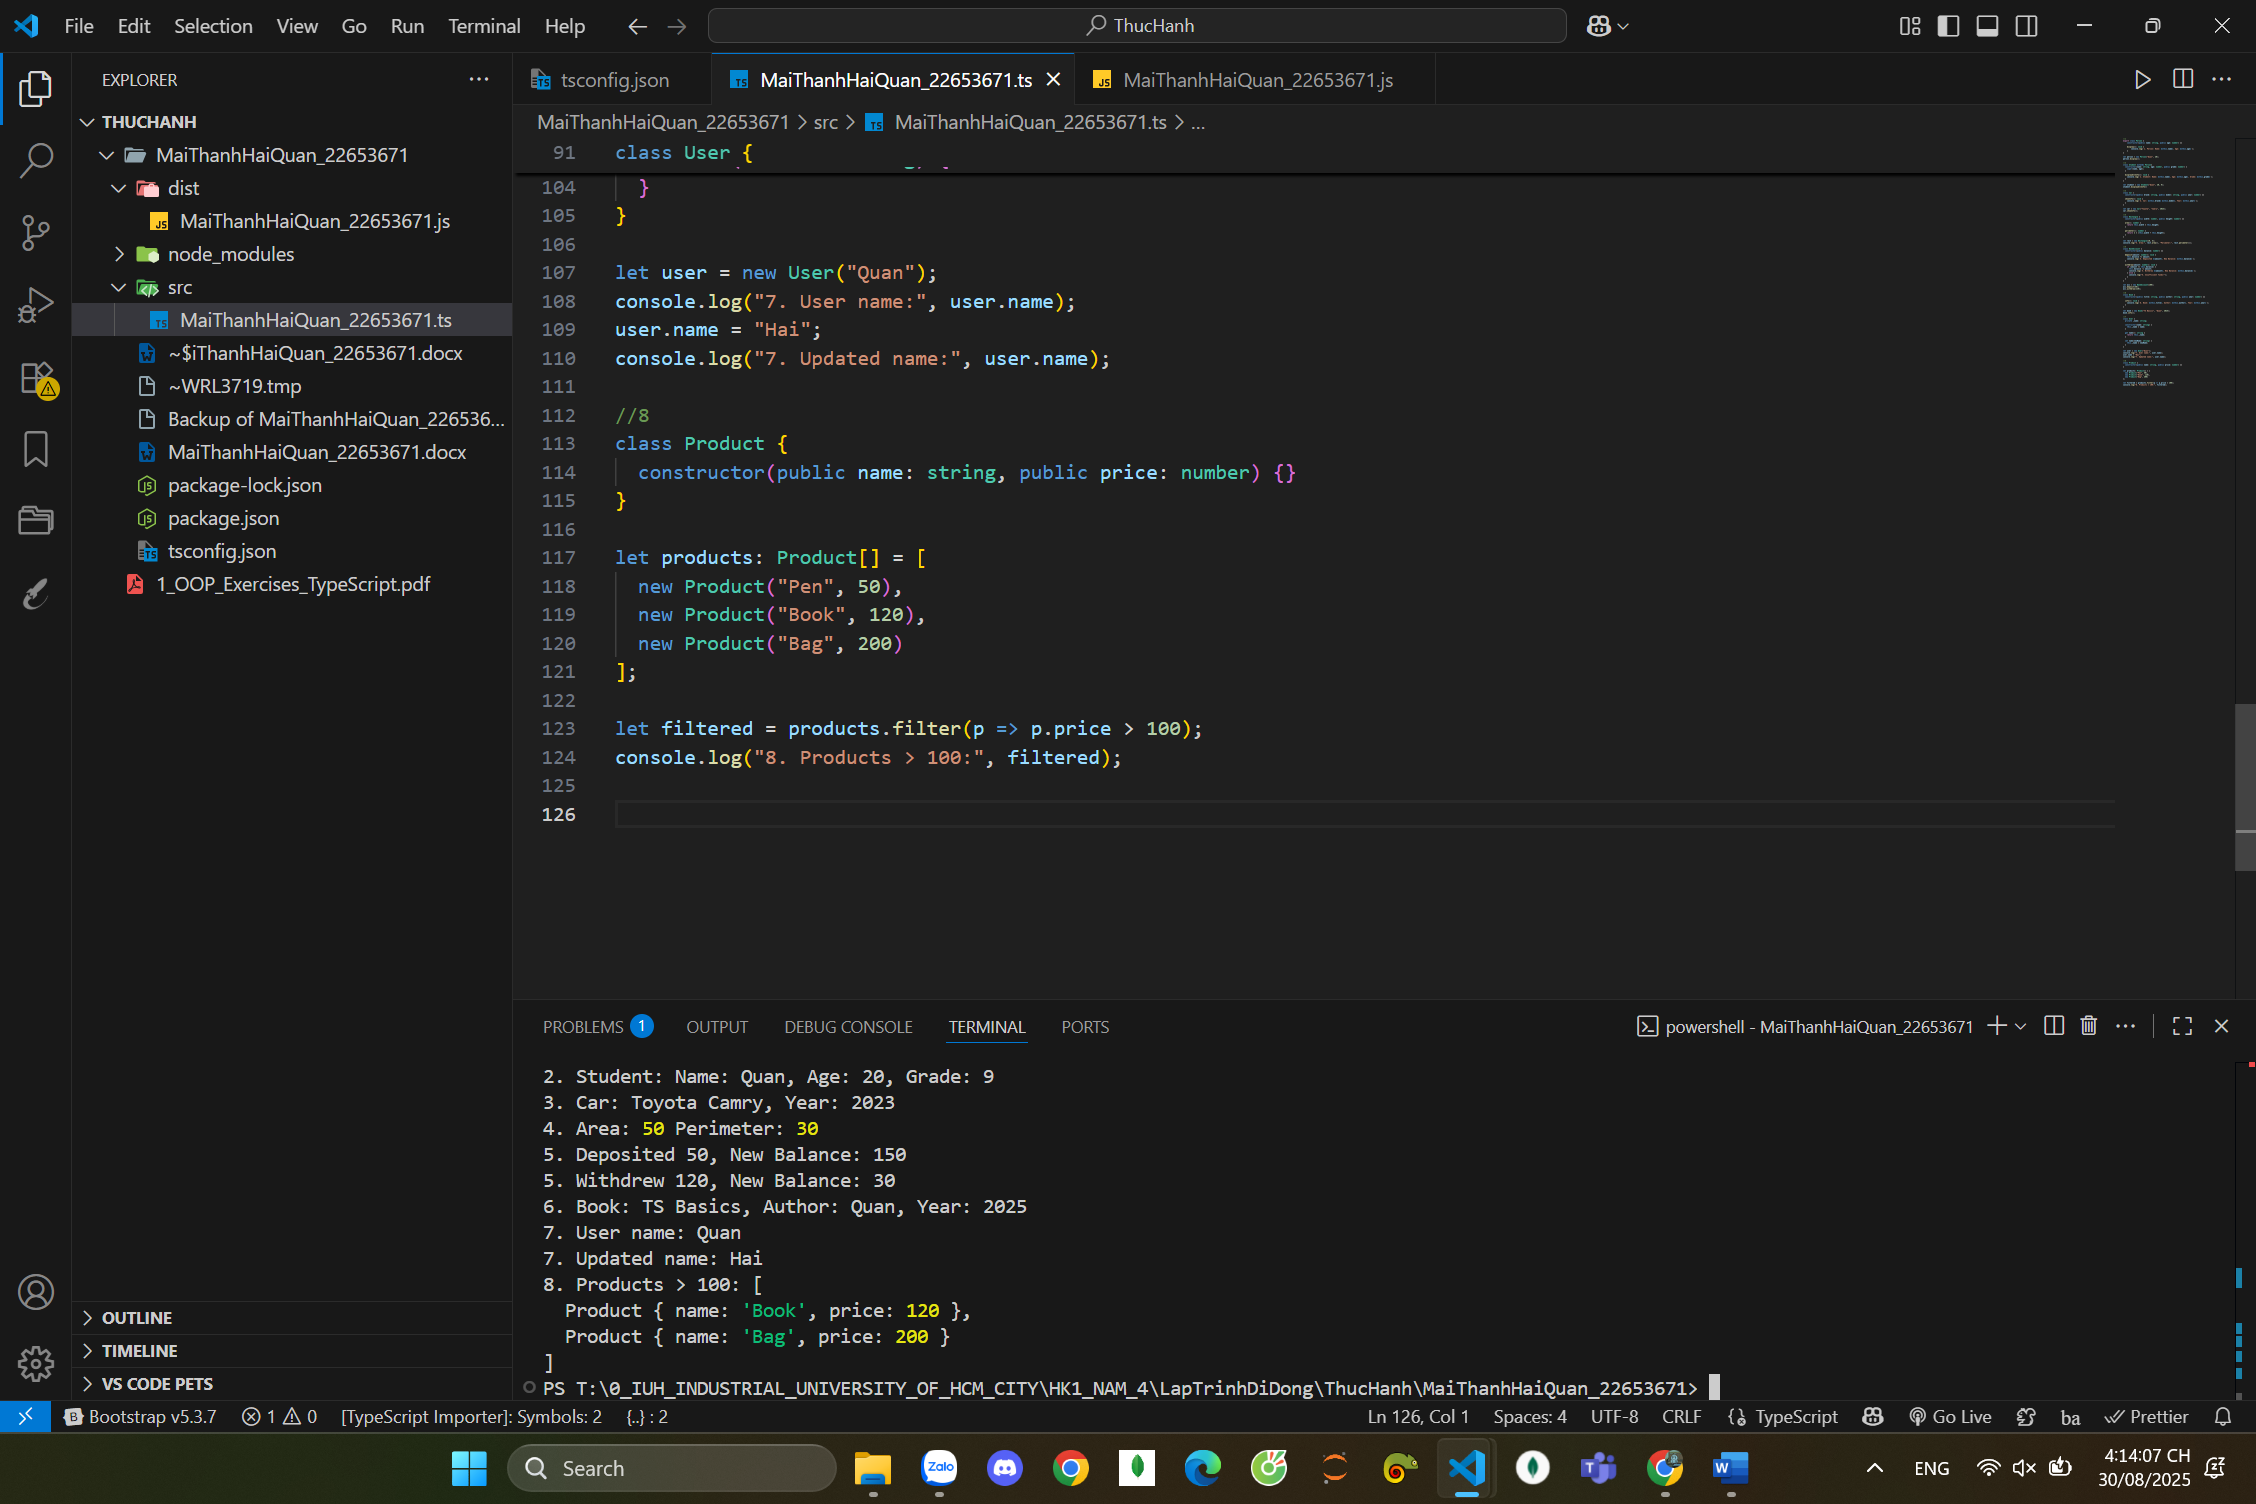 File Edit Selection View Go Run Terminal Help
ThucHanh
EXPLORER
THUCHANH
MaiThanhHaiQuan_22653671
dist
MaiThanhHaiQuan_22653671.js
node_modules
src
MaiThanhHaiQuan_22653671.ts
~$iThanhHaiQuan_22653671.docx
~WRL3719.tmp
Backup of MaiThanhHaiQuan_226536...
MaiThanhHaiQuan_22653671.docx
package-lock.json
package.json
tsconfig.json
1_OOP_Exercises_TypeScript.pdf
OUTLINE
TIMELINE
VS CODE PETS
tsconfig.json
MaiThanhHaiQuan_22653671.ts
MaiThanhHaiQuan_22653671.js
MaiThanhHaiQuan_22653671 > src > MaiThanhHaiQuan_22653671.ts > ...
91 class User {
104 }
105 }
106
107 let user = new User("Quan");
108 console.log("7. User name:", user.name);
109 user.name = "Hai";
110 console.log("7. Updated name:", user.name);
111
112 //8
113 class Product {
114 constructor(public name: string, public price: number) {}
115 }
116
117 let products: Product[] = [
118 new Product("Pen", 50),
119 new Product("Book", 120),
120 new Product("Bag", 200)
121 ];
122
123 let filtered = products.filter(p => p.price > 100);
124 console.log("8. Products > 100:", filtered);
125
126
PROBLEMS 1 OUTPUT DEBUG CONSOLE TERMINAL PORTS
powershell - MaiThanhHaiQuan_22653671
2. Student: Name: Quan, Age: 20, Grade: 9
3. Car: Toyota Camry, Year: 2023
4. Area: 50 Perimeter: 30
5. Deposited 50, New Balance: 150
5. Withdrew 120, New Balance: 30
6. Book: TS Basics, Author: Quan, Year: 2025
7. User name: Quan
7. Updated name: Hai
8. Products > 100: [
Product { name: 'Book', price: 120 },
Product { name: 'Bag', price: 200 }
]
PS T:\0_IUH_INDUSTRIAL_UNIVERSITY_OF_HCM_CITY\HK1_NAM_4\LapTrinhDiDong\ThucHanh\MaiThanhHaiQuan_22653671>
Bootstrap v5.3.7 1 0 [TypeScript Importer]: Symbols: 2 {..} : 2
Ln 126, Col 1 Spaces: 4 UTF-8 CRLF TypeScript Go Live ba Prettier
Search
Zalo
ENG
4:14:07 CH
30/08/2025